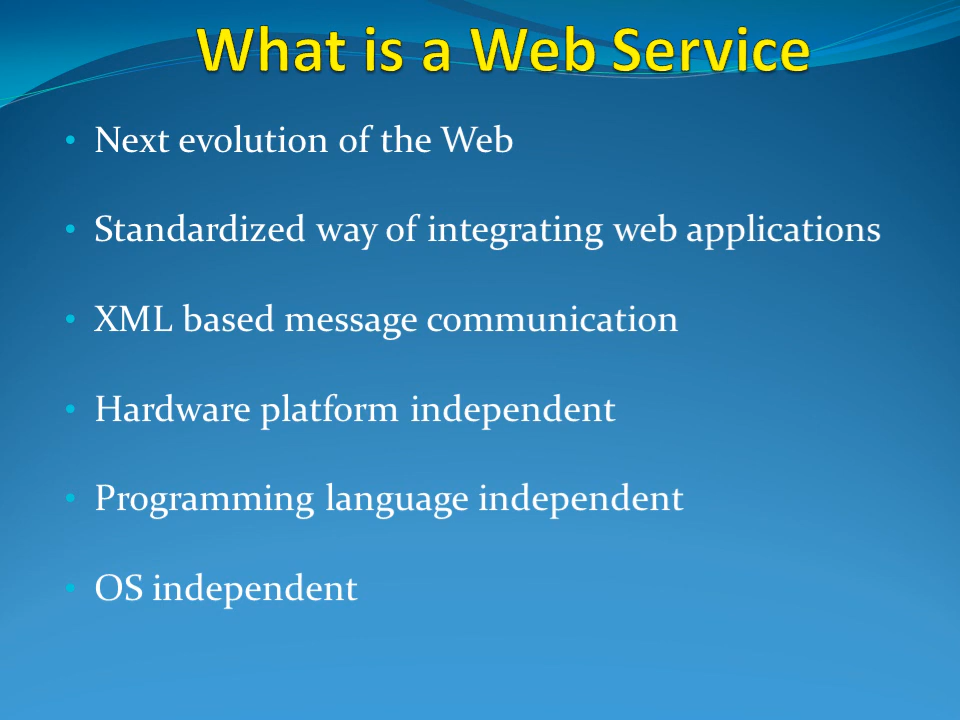 What is a Web Service
• Next evolution of the Web
• Standardized way of integrating web applications
• XML based message communication
• Hardware platform independent
• Programming language independent
• OS independent